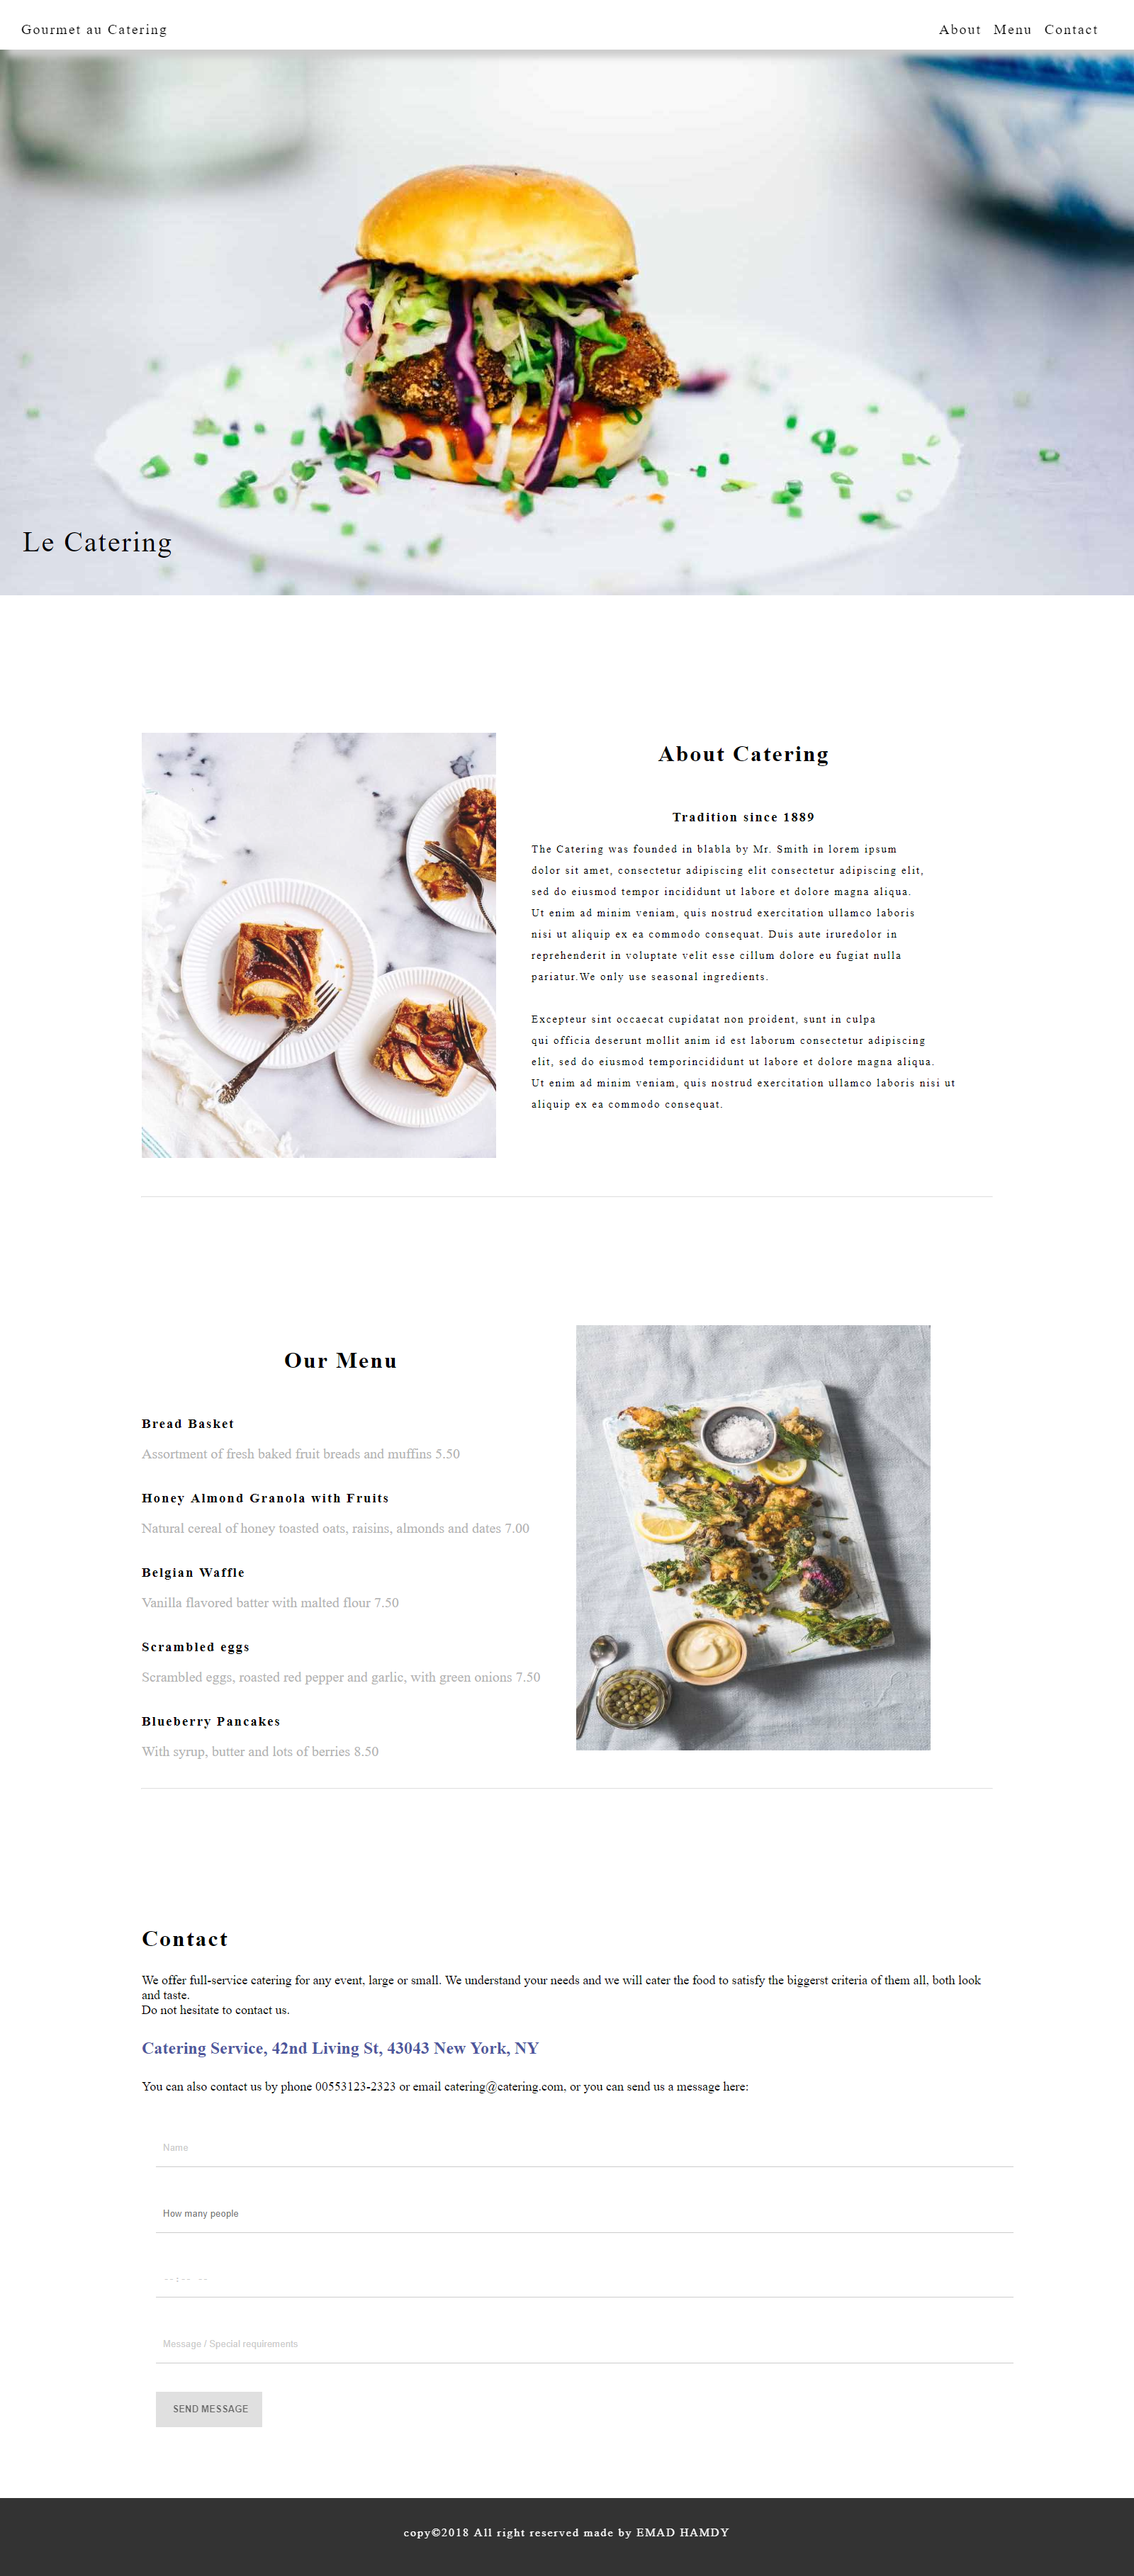 Gourmet au Catering
About Menu Contact
Le Catering
About Catering
Tradition since 1889
The Catering was founded in blabla by Mr. Smith in lorem ipsum
dolor sit amet, consectetur adipiscing elit consectetur adipiscing elit,
sed do eiusmod tempor incididunt ut labore et dolore magna aliqua.
Ut enim ad minim veniam, quis nostrud exercitation ullamco laboris
nisi ut aliquip ex ea commodo consequat. Duis aute iruredolor in
reprehenderit in voluptate velit esse cillum dolore eu fugiat nulla
pariatur.We only use seasonal ingredients.
Excepteur sint occaecat cupidatat non proident, sunt in culpa
qui officia deserunt mollit anim id est laborum consectetur adipiscing
elit, sed do eiusmod temporincididunt ut labore et dolore magna aliqua.
Ut enim ad minim veniam, quis nostrud exercitation ullamco laboris nisi ut
aliquip ex ea commodo consequat.
Our Menu
Bread Basket
Assortment of fresh baked fruit breads and muffins 5.50
Honey Almond Granola with Fruits
Natural cereal of honey toasted oats, raisins, almonds and dates 7.00
Belgian Waffle
Vanilla flavored batter with malted flour 7.50
Scrambled eggs
Scrambled eggs, roasted red pepper and garlic, with green onions 7.50
Blueberry Pancakes
With syrup, butter and lots of berries 8.50
Contact
We offer full-service catering for any event, large or small. We understand your needs and we will cater the food to satisfy the biggerst criteria of them all, both look
and taste.
Do not hesitate to contact us.
Catering Service, 42nd Living St, 43043 New York, NY
You can also contact us by phone 00553123-2323 or email catering@catering.com, or you can send us a message here:
Name
How many people
--:-- --
Message / Special requirements
SEND MESSAGE
copy©2018 All right reserved made by EMAD HAMDY